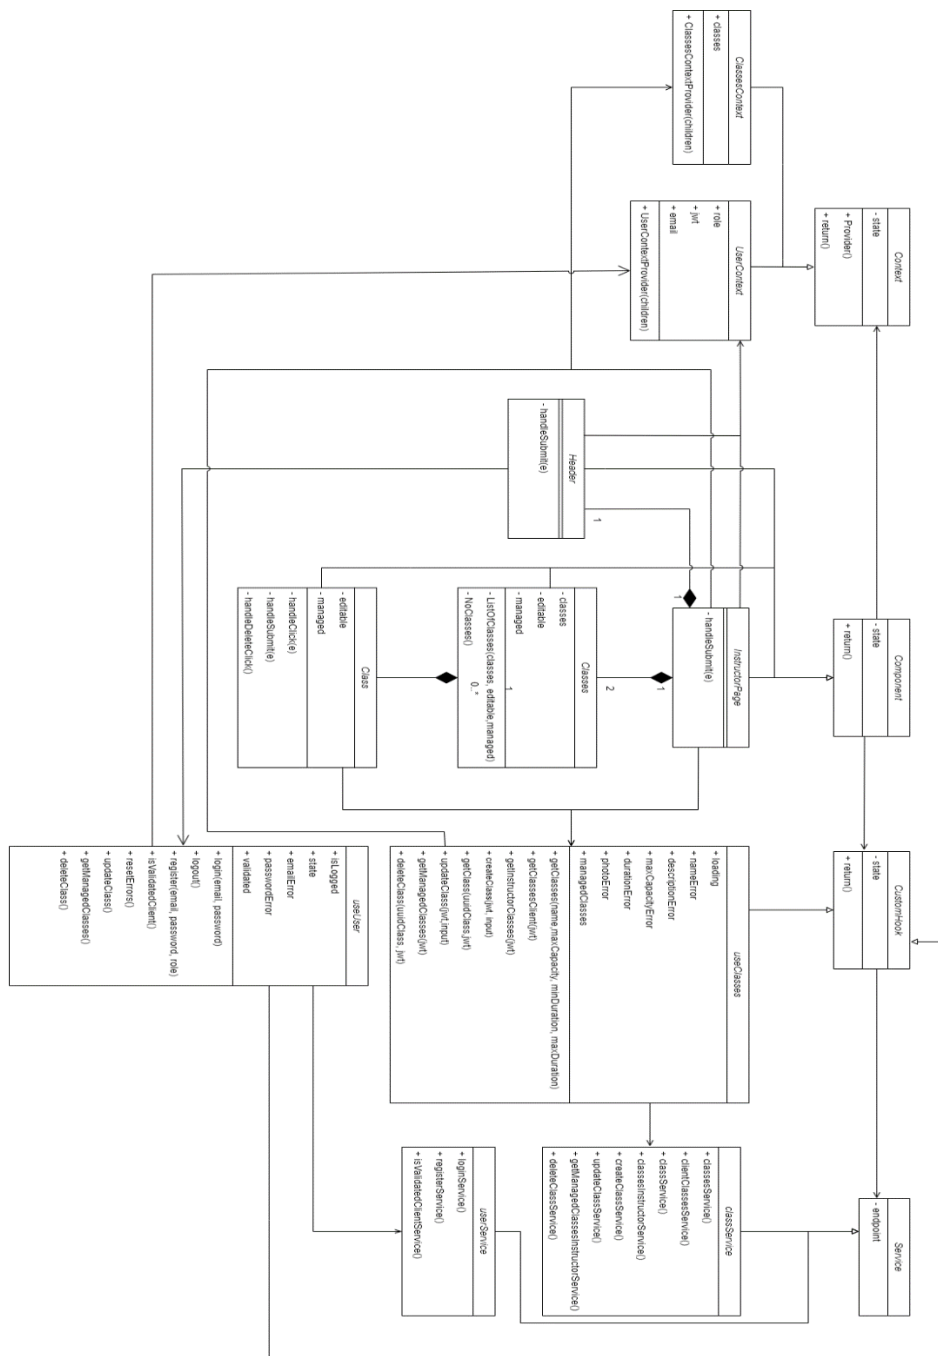 Context
- state
+ Provider()
+ return()
Component
- state
+ return()
CustomHook
- state
+ return()
Service
- endpoint
ClassesContext
+ classes
+ ClassesContextProvider(children)
UserContext
+ role
+ jwt
+ email
+ UserContextProvider(children)
InstructorPage
- handleSubmit(e)
1
1
1
2
Header
- handleSubmit(e)
Classes
- classes
- editable
- managed
- ListOfClasses(classes, editable,managed)
- NoClasses()
1
0..*
Class
- editable
- managed
- handleClick(e)
- handleSubmit(e)
- handleDeleteClick()
useClasses
+ loading
+ nameError
+ descriptionError
+ maxCapacityError
+ durationError
+ photoError
+ managedClasses
+ getClasses(name,maxCapacity, minDuration, maxDuration)
+ getClassesClient(jwt)
+ getInstructorClasses(jwt)
+ createClass(jwt, input)
+ getClass(uuidClass,jwt)
+ updateClass(jwt,input)
+ getManagedClasses(jwt)
+ deleteClass(uuidClass, jwt)
classService
+ classesService()
+ clientClassesService()
+ classService()
+ classesInstructorService()
+ createClassService()
+ updateClassService()
+ getManagedClassesInstructorService()
+ deleteClassService()
userService
+ loginService()
+ registerService()
+ isValidatedClientService()
useUser
+ isLogged
+ state
+ emailError
+ passwordError
+ validated
+ login(email, password)
+ logout()
+ register(email, password, role)
+ isValidatedClient()
+ resetErrors()
+ updateClass()
+ getManagedClasses()
+ deleteClass()